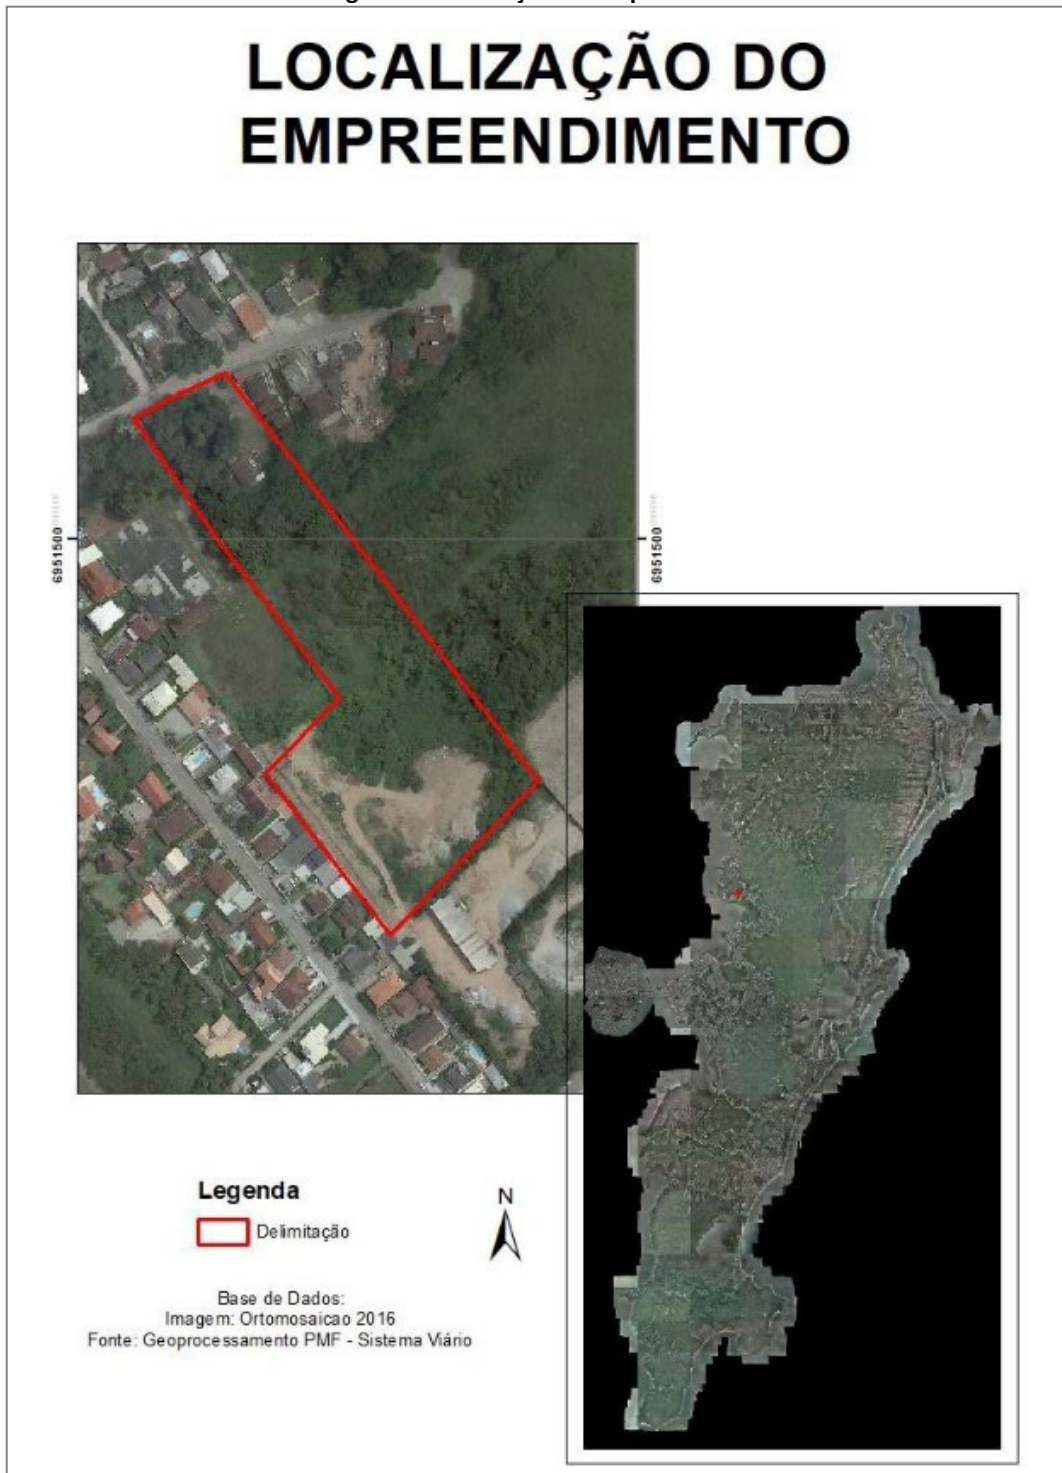 LOCALIZAÇÃO DO
EMPREENDIMENTO
6951500
6951500
Legenda
Delimitação
N
Base de Dados:
Imagem: Ortomosaicao 2016
Fonte: Geoprocessamento PMF - Sistema Viário